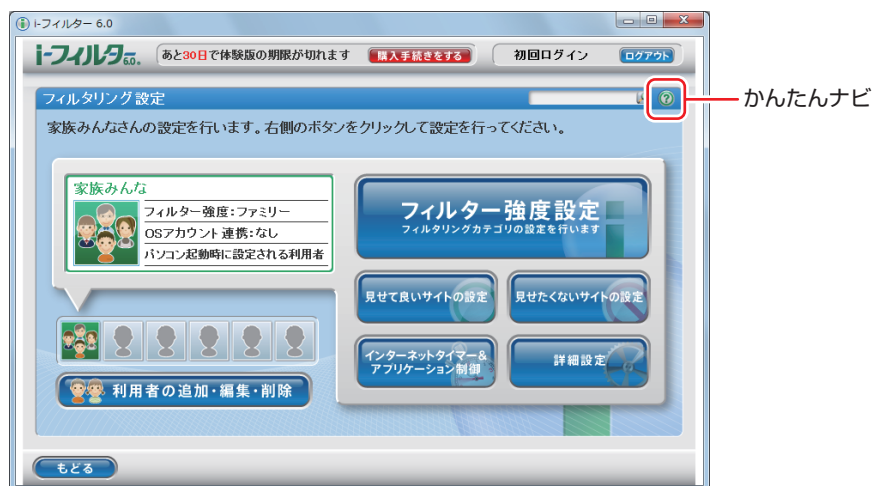 i-フィルター 6.0
i-フィルター6.0. あと30日で体験版の期限が切れます 購入手続きをする 初回ログイン ログアウト
フィルタリング設定
かんたんナビ
家族みんなさんの設定を行います。右側のボタンをクリックして設定を行ってください。
家族みんな
フィルター強度:ファミリー
OSアカウント連携:なし
パソコン起動時に設定される利用者
フィルター強度設定
フィルタリングカテゴリの設定を行います
見せて良いサイトの設定
見せたくないサイトの設定
インターネットタイマー&
アプリケーション制御
詳細設定
利用者の追加・編集・削除
もどる